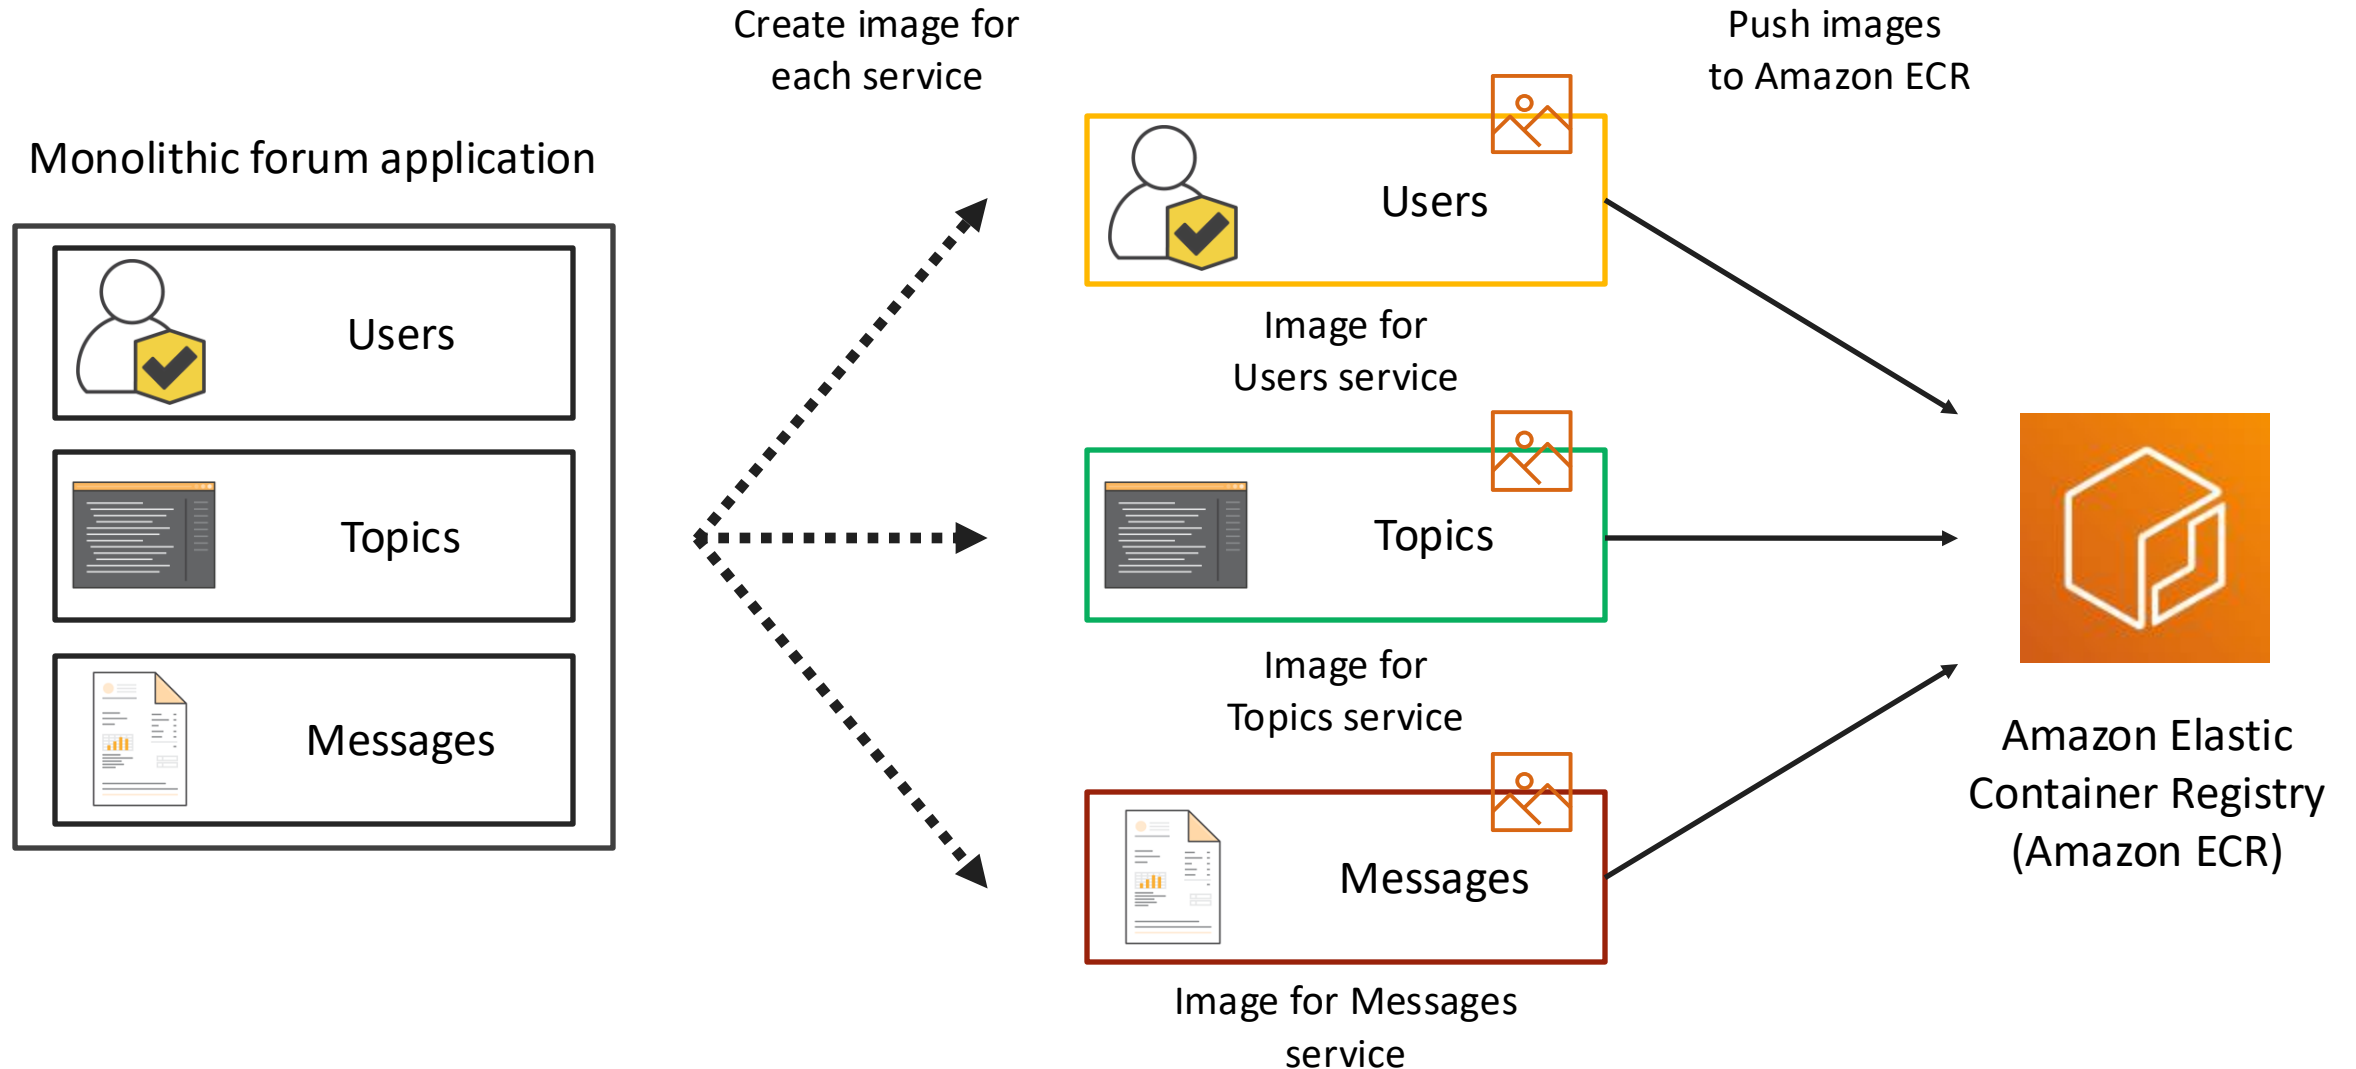 Create image for
each service
Push images
to Amazon ECR
Monolithic forum application
Users
Topics
Messages
Users
Image for
Users service
Topics
Image for
Topics service
Messages
Image for Messages
service
Amazon Elastic
Container Registry
(Amazon ECR)